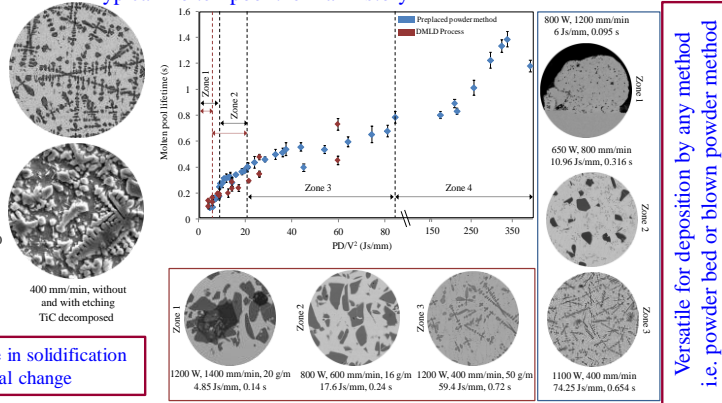 400 mm/min, without
and with etching
TiC decomposed
in solidification
change
Molten pool lifetime (s)
1.6
1.4
1.2
1
0.8
0.6
0.4
0.2
0
Preplaced powder method
DMLD Process
Zone 1
Zone 2
Zone 3
Zone 4
0
20
40
60
80
150
250
350
PD/V² (Js/mm)
Zone 1
1200 W, 1400 mm/min, 20 g/m
4.85 Js/mm, 0.14 s
Zone 2
800 W, 600 mm/min, 16 g/m
17.6 Js/mm, 0.24 s
Zone 3
1200 W, 400 mm/min, 50 g/m
59.4 Js/mm, 0.72 s
800 W, 1200 mm/min
6 Js/mm, 0.095 s
Zone 1
650 W, 800 mm/min
10.96 Js/mm, 0.316 s
Zone 2
Zone 3
1100 W, 400 mm/min
74.25 Js/mm, 0.654 s
Versatile for deposition by any method
i.e. powder bed or blown powder method